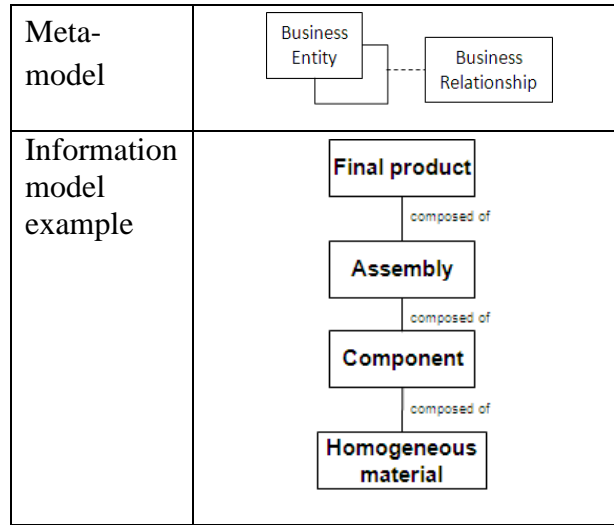 Meta-
model
Business
Entity
Business
Relationship
Information
model
example
Final product
composed of
Assembly
composed of
Component
composed of
Homogeneous
material